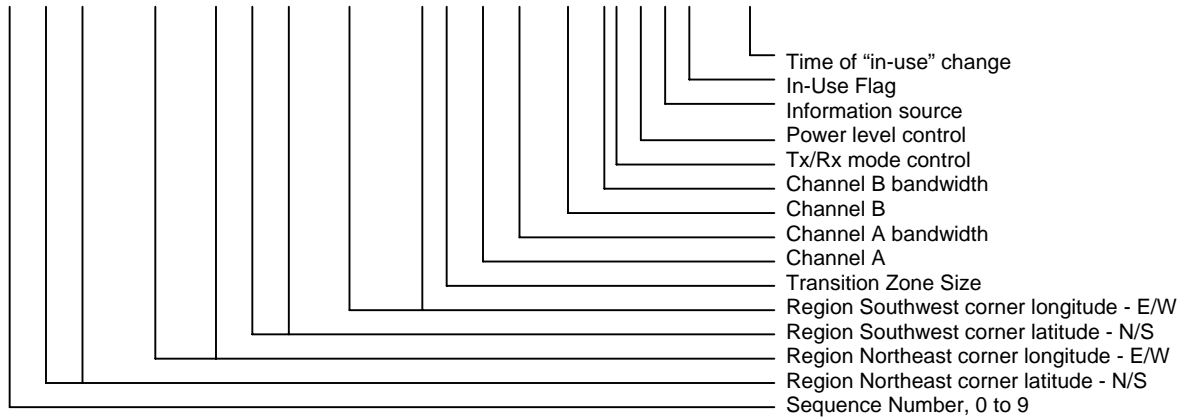 Time of “in-use” change
In-Use Flag
Information source
Power level control
Tx/Rx mode control
Channel B bandwidth
Channel B
Channel A bandwidth
Channel A
Transition Zone Size
Region Southwest corner longitude - E/W
Region Southwest corner latitude - N/S
Region Northeast corner longitude - E/W
Region Northeast corner latitude - N/S
Sequence Number, 0 to 9